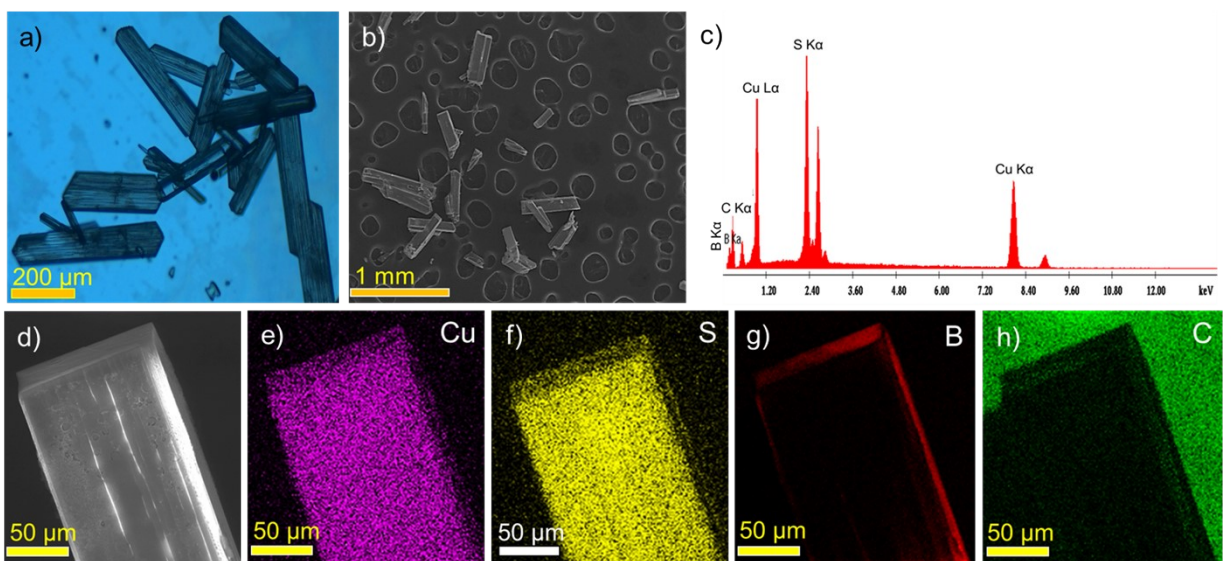 a)
200 µm
b)
1 mm
c)
S Kα
Cu Lα
Cu Kα
C Kα
B Kα
B Ka
1.20 2.40 3.60 4.80 6.00 7.20 8.40 9.60 10.80 12.00 keV
d)
50 µm
e) Cu
50 µm
f) S
50 µm
g) B
50 µm
h) C
50 µm